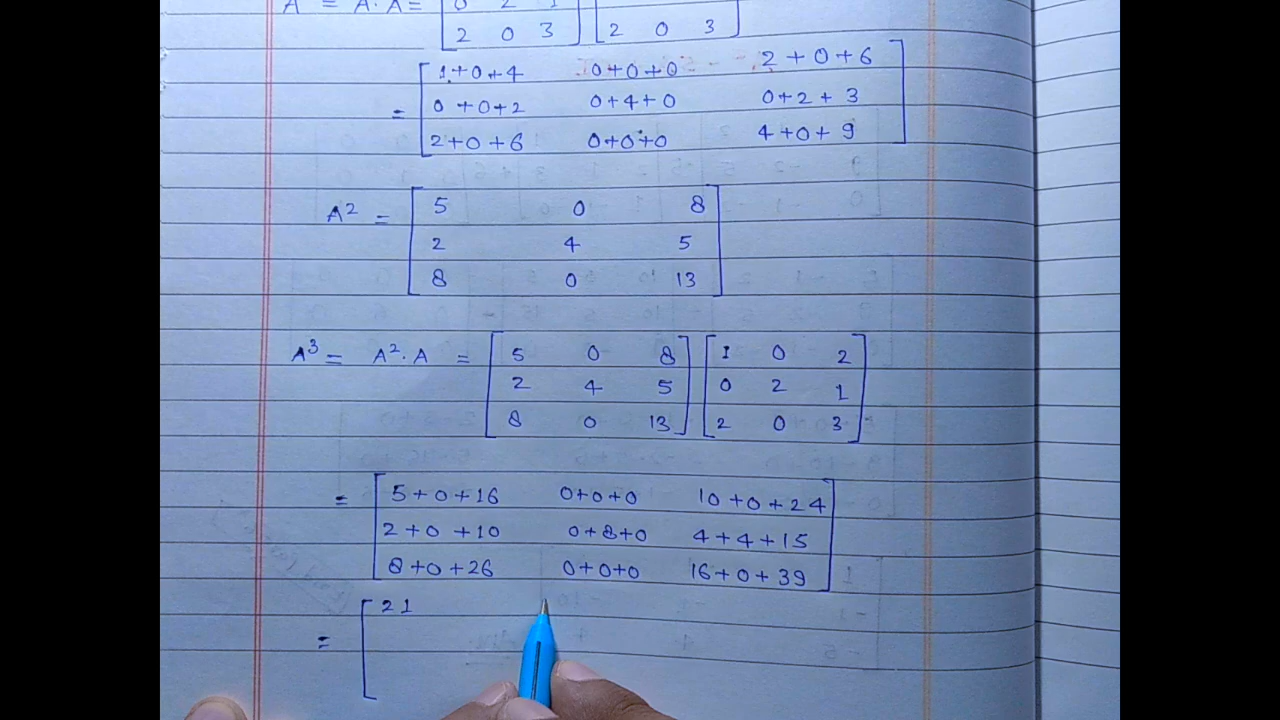 A = A.A = [0 2 1] [
[2 0 3] [2 0 3]
= [1+0+4 0+0+0 2+0+6]
[0+0+2 0+4+0 0+2+3]
[2+0+6 0+0+0 4+0+9]
A² = [5 0 8]
[2 4 5]
[8 0 13]
A³ = A².A = [5 0 8] [1 0 2]
[2 4 5] [0 2 1]
[8 0 13] [2 0 3]
= [5+0+16 0+0+0 10+0+24]
[2+0+10 0+8+0 4+4+15]
[8+0+26 0+0+0 16+0+39]
= [21